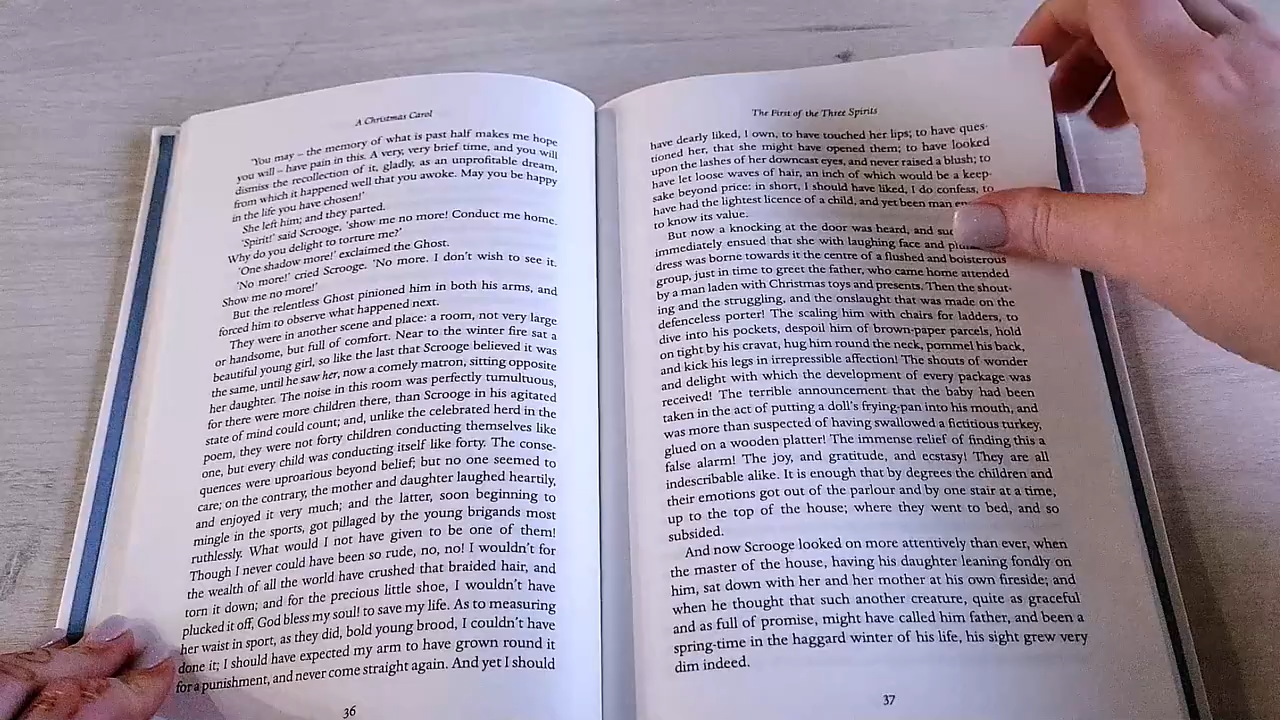 A Christmas Carol
'You may – the memory of what is past half makes me hope
you will – have pain in this. A very, very brief time, and you will
dismiss the recollection of it, gladly, as an unprofitable dream,
from which it happened well that you awoke. May you be happy
in the life you have chosen!'
She left him; and they parted.
'Spirit!' said Scrooge, 'show me no more! Conduct me home.
Why do you delight to torture me?'
'One shadow more!' exclaimed the Ghost.
'No more!' cried Scrooge. 'No more. I don't wish to see it.
Show me no more!'
But the relentless Ghost pinioned him in both his arms, and
forced him to observe what happened next.
They were in another scene and place: a room, not very large
or handsome, but full of comfort. Near to the winter fire sat a
beautiful young girl, so like the last that Scrooge believed it was
the same, until he saw her, now a comely matron, sitting opposite
her daughter. The noise in this room was perfectly tumultuous,
for there were more children there, than Scrooge in his agitated
state of mind could count; and, unlike the celebrated herd in the
poem, they were not forty children conducting themselves like
one, but every child was conducting itself like forty. The conse-
quences were uproarious beyond belief; but no one seemed to
care; on the contrary, the mother and daughter laughed heartily,
and enjoyed it very much; and the latter, soon beginning to
mingle in the sports, got pillaged by the young brigands most
ruthlessly. What would I not have given to be one of them!
Though I never could have been so rude, no, no! I wouldn't for
the wealth of all the world have crushed that braided hair, and
torn it down; and for the precious little shoe, I wouldn't have
plucked it off, God bless my soul! to save my life. As to measuring
her waist in sport, as they did, bold young brood, I couldn't have
done it; I should have expected my arm to have grown round it
for a punishment, and never come straight again. And yet I should
36
The First of the Three Spirits
have dearly liked, I own, to have touched her lips; to have ques-
tioned her, that she might have opened them; to have looked
upon the lashes of her downcast eyes, and never raised a blush; to
have let loose waves of hair, an inch of which would be a keep-
sake beyond price: in short, I should have liked, I do confess, to
have had the lightest licence of a child, and yet been man
to know its value.
But now a knocking at the door was heard, and
immediately ensued that she with laughing face and
dress was borne towards it the centre of a flushed and boisterous
group, just in time to greet the father, who came home attended
by a man laden with Christmas toys and presents. Then the shout-
ing and the struggling, and the onslaught that was made on the
defenceless porter! The scaling him with chairs for ladders, to
dive into his pockets, despoil him of brown-paper parcels, hold
on tight by his cravat, hug him round the neck, pommel his back,
and kick his legs in irrepressible affection! The shouts of wonder
and delight with which the development of every package was
received! The terrible announcement that the baby had been
taken in the act of putting a doll's frying-pan into his mouth, and
was more than suspected of having swallowed a fictitious turkey,
glued on a wooden platter! The immense relief of finding this a
false alarm! The joy, and gratitude, and ecstasy! They are all
indescribable alike. It is enough that by degrees the children and
their emotions got out of the parlour and by one stair at a time,
up to the top of the house; where they went to bed, and so
subsided.
And now Scrooge looked on more attentively than ever, when
the master of the house, having his daughter leaning fondly on
him, sat down with her and her mother at his own fireside; and
when he thought that such another creature, quite as graceful
and as full of promise, might have called him father, and been a
spring-time in the haggard winter of his life, his sight grew very
dim indeed.
37